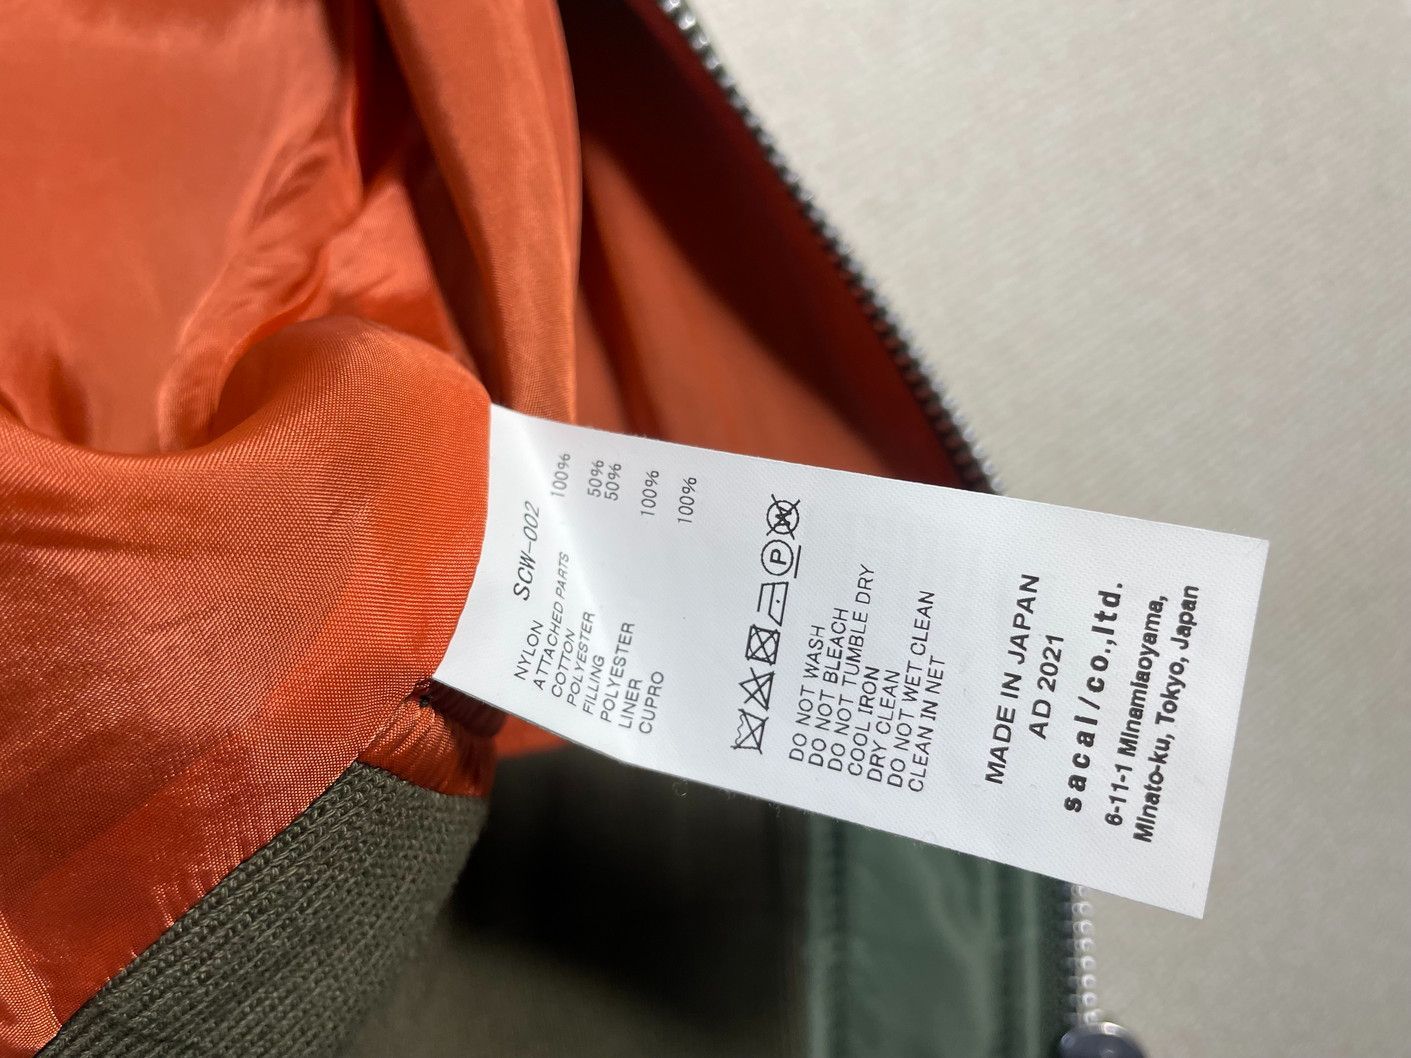 SCW-002
NYLON 100%
ATTACHED PARTS
COTTON 50%
POLYESTER 50%
FILLING
POLYESTER 100%
LINER
CUPRO 100%
P W
DO NOT WASH
DO NOT BLEACH
DO NOT TUMBLE DRY
COOL IRON
DRY CLEAN
DO NOT WET CLEAN
CLEAN IN NET
MADE IN JAPAN
AD 2021
sacai/co.,ltd.
6-11-1 Minamiaoyama,
Minato-ku, Tokyo, Japan